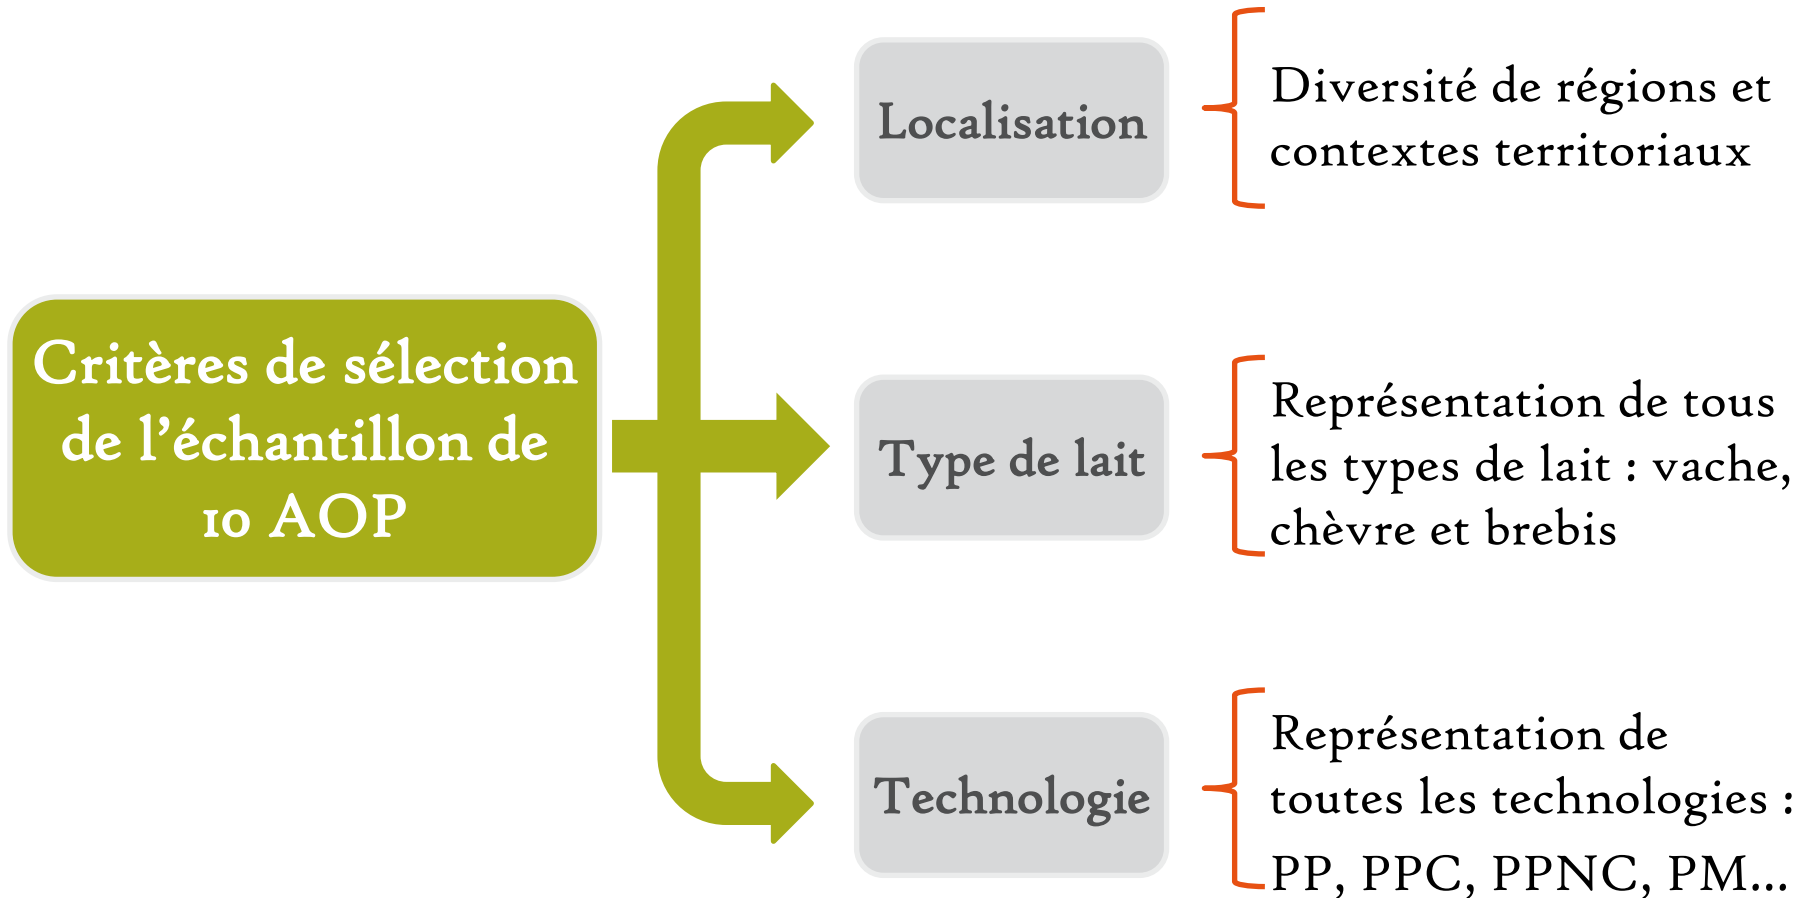 Critères de sélection
de l’échantillon de
10 AOP
Localisation
Diversité de régions et
contextes territoriaux
Type de lait
Représentation de tous
les types de lait : vache,
chèvre et brebis
Technologie
Représentation de
toutes les technologies :
PP, PPC, PPNC, PM...